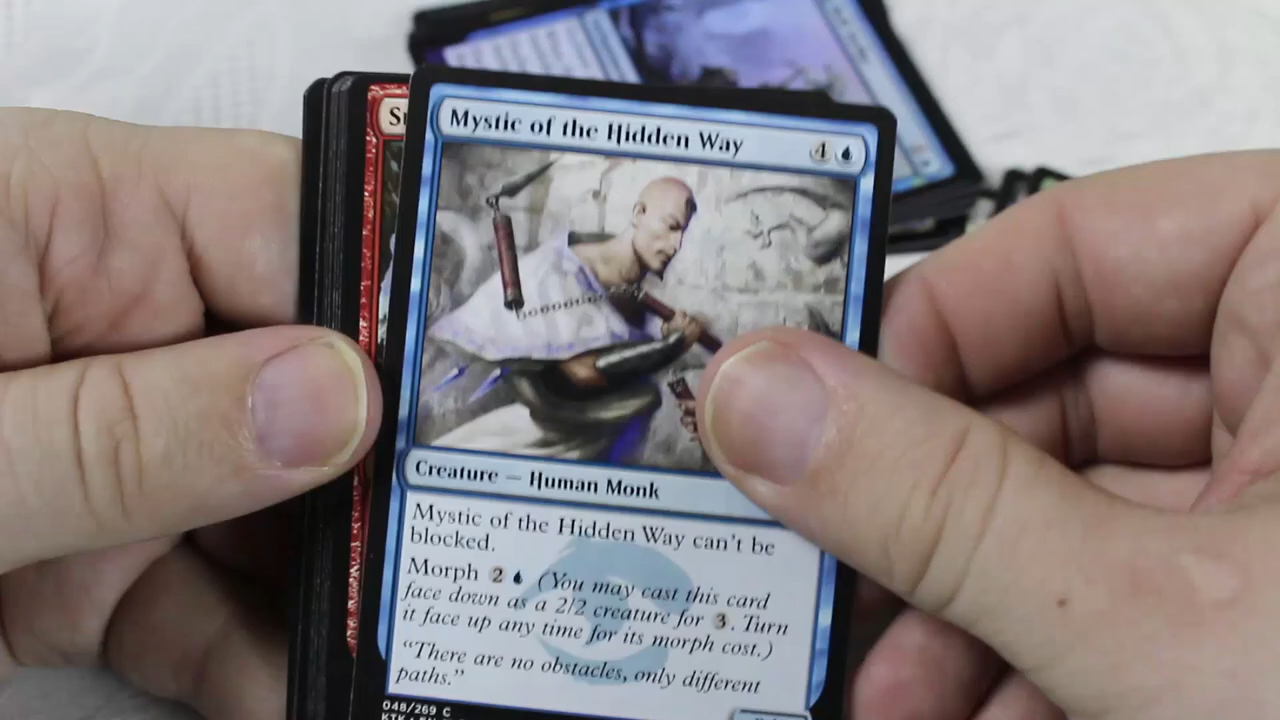 Mystic of the Hidden Way 4
Creature — Human Monk
Mystic of the Hidden Way can't be
blocked.
Morph 2 (You may cast this card
face down as a 2/2 creature for 3. Turn
it face up any time for its morph cost.)
"There are no obstacles, only different
paths."
048/269 C